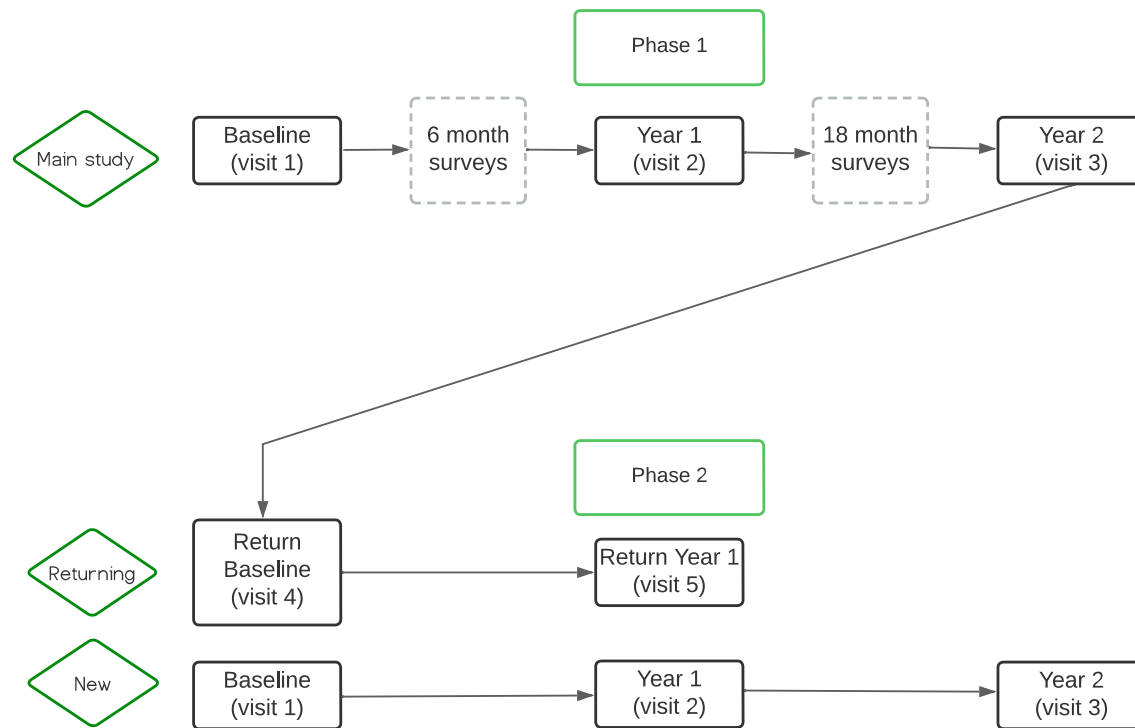 Phase 1
Main study
Baseline
(visit 1)
6 month
surveys
Year 1
(visit 2)
18 month
surveys
Year 2
(visit 3)
Phase 2
Returning
Return
Baseline
(visit 4)
Return Year 1
(visit 5)
New
Baseline
(visit 1)
Year 1
(visit 2)
Year 2
(visit 3)